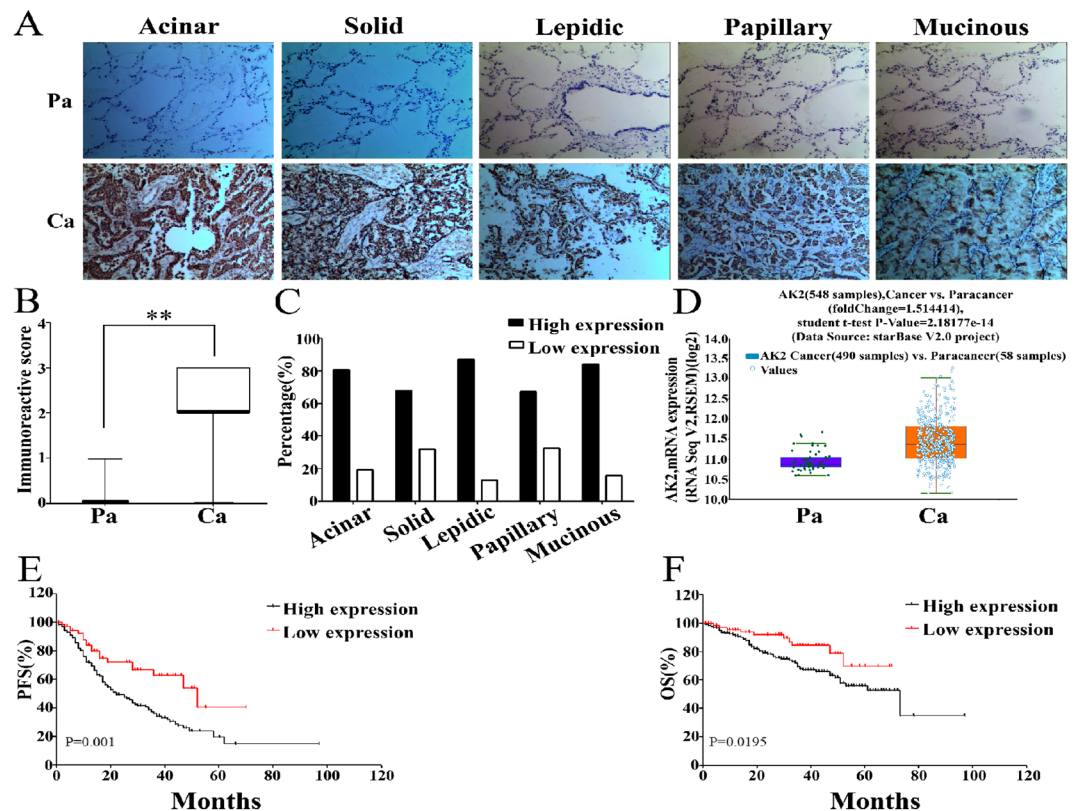 A
Acinar
Solid
Lepidic
Papillary
Mucinous
Pa
Ca
B
Immunoreactive score
4
3
2
1
0
**
Pa
Ca
C
Percentage(%)
100
80
60
40
20
0
High expression
Low expression
Acinar
Solid
Lepidic
Papillary
Mucinous
D
AK2(548 samples),Cancer vs. Paracancer
(foldChange=1.514414),
student t-test P-Value=2.18177e-14
(Data Source: starBase V2.0 project)
AK2 Cancer(490 samples) vs. Paracancer(58 samples)
Values
AK2,mRNA expression
(RNA Seq V2,RSEM)(log2)
14.0
13.5
13.0
12.5
12.0
11.5
11.0
10.5
10.0
Pa
Ca
E
PFS(%)
120
100
80
60
40
20
0
High expression
Low expression
P=0.001
0
20
40
60
80
100
120
Months
F
OS(%)
120
100
80
60
40
20
0
High expression
Low expression
P=0.0195
0
20
40
60
80
100
120
Months